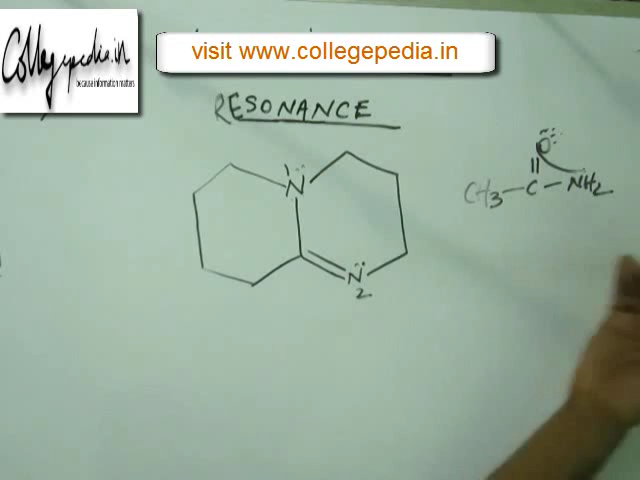 collegepedia.in
because information matters
visit www.collegepedia.in
RESONANCE
1
N
N
2
O
CH3 - C - NH2